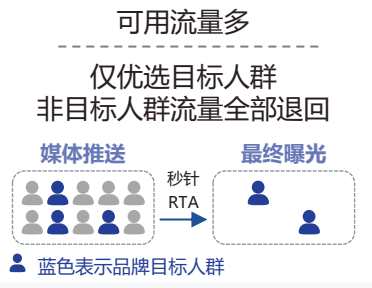 可用流量多
仅优选目标人群
非目标人群流量全部退回
媒体推送
秒针
RTA
最终曝光
蓝色表示品牌目标人群